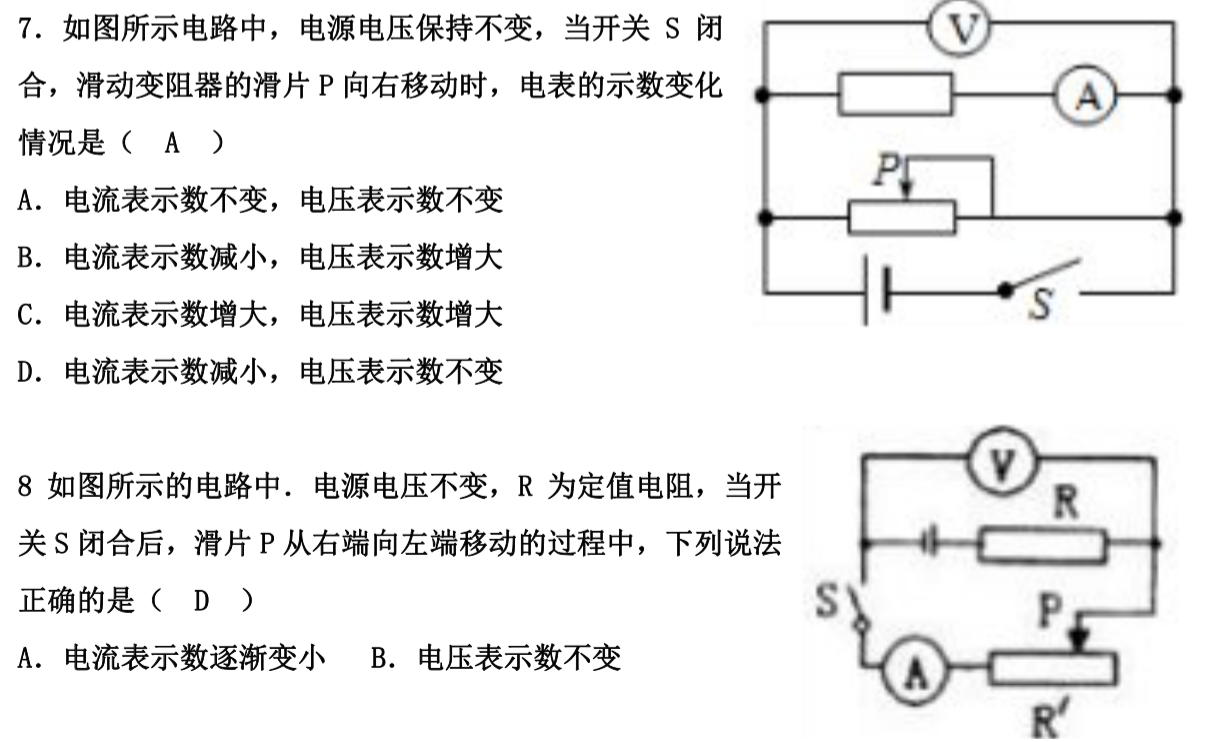 7．如图所示电路中，电源电压保持不变，当开关 S 闭
合，滑动变阻器的滑片 P 向右移动时，电表的示数变化
情况是（ A ）
A．电流表示数不变，电压表示数不变
B．电流表示数减小，电压表示数增大
C．电流表示数增大，电压表示数增大
D．电流表示数减小，电压表示数不变
V
A
P
S
8 如图所示的电路中．电源电压不变，R 为定值电阻，当开
关 S 闭合后，滑片 P 从右端向左端移动的过程中，下列说法
正确的是（ D ）
A．电流表示数逐渐变小 B．电压表示数不变
V
R
S
P
A
R′